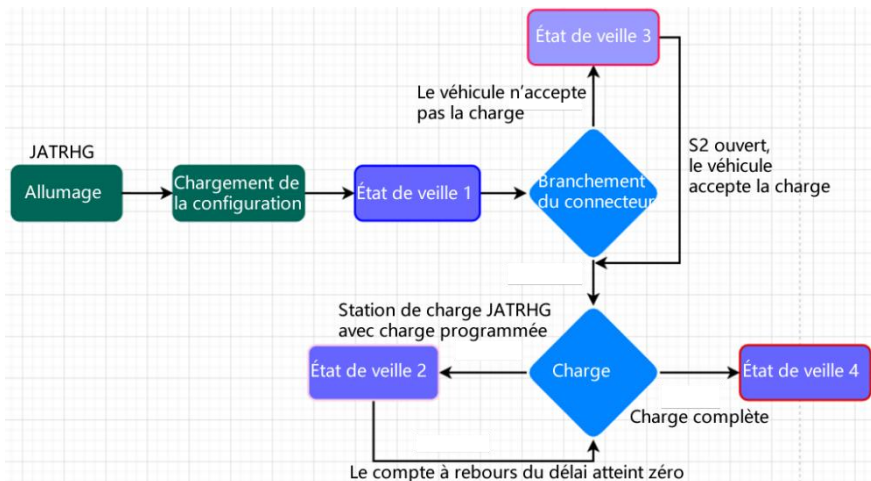 État de veille 3
Le véhicule n'accepte
pas la charge
S2 ouvert,
le véhicule
accepte la charge
JATRHG
Allumage
Chargement de
la configuration
État de veille 1
Branchement
du connecteur
Station de charge JATRHG
avec charge programmée
État de veille 2
Charge
État de veille 4
Charge complète
Le compte à rebours du délai atteint zéro